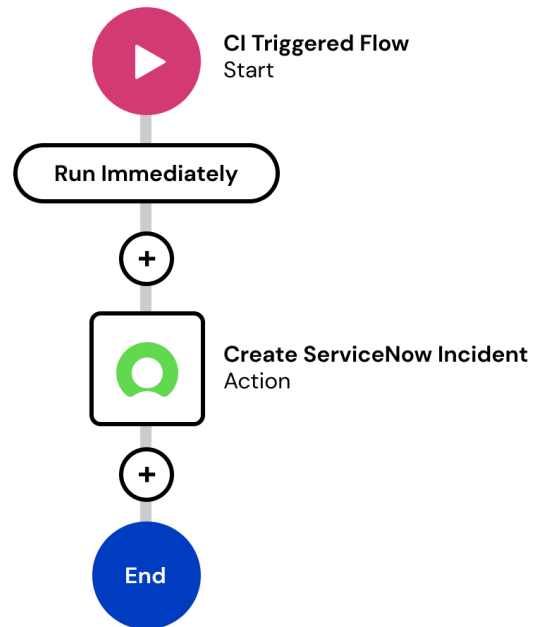 CI Triggered Flow
Start
Run Immediately
+
Create ServiceNow Incident
Action
+
End